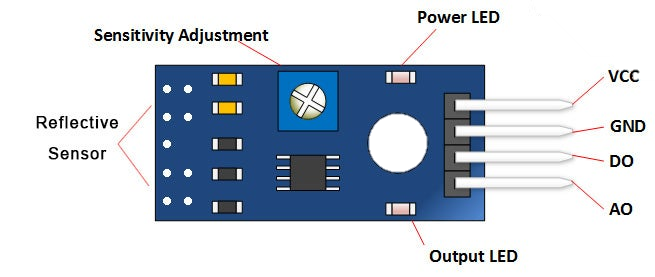 Power LED
Sensitivity Adjustment
VCC
Reflective
Sensor
GND
DO
AO
Output LED